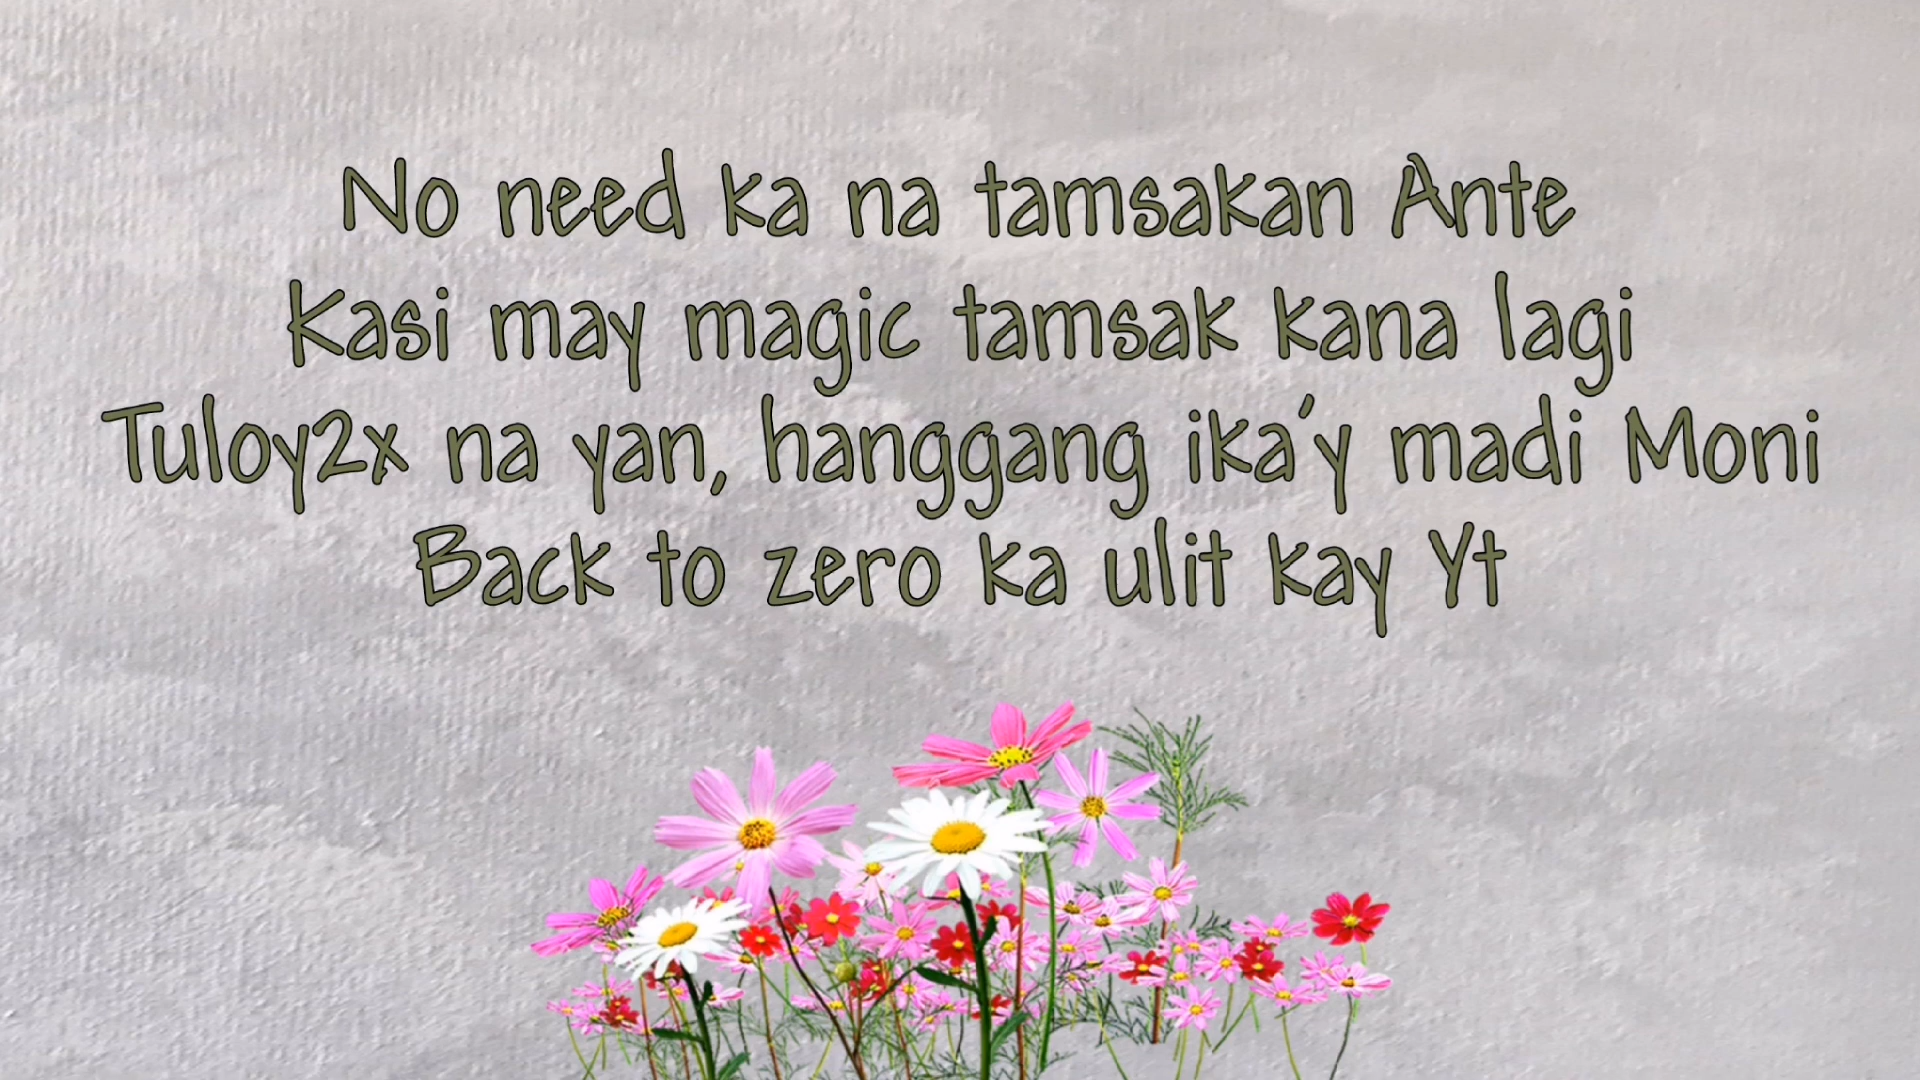 No need ka na tamsakan Ante
Kasi may magic tamsak kana lagi
Tuloy2x na yan, hanggang ika'y madi Moni
Back to zero ka ulit kay Yt